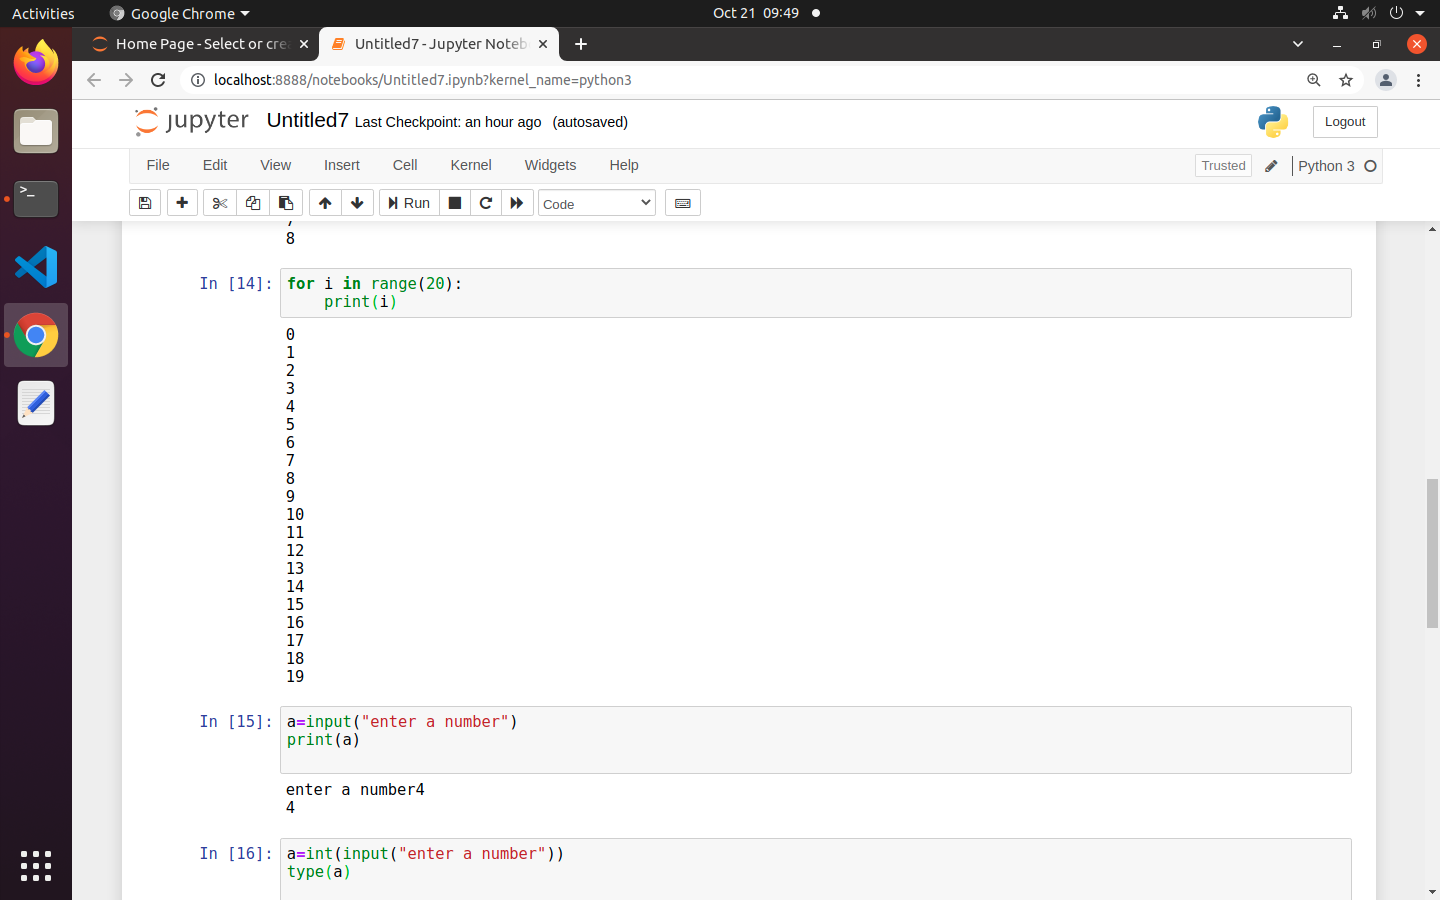 Activities Google Chrome Oct 21 09:49
Home Page - Select or cre Untitled7 - Jupyter Noteb
localhost:8888/notebooks/Untitled7.ipynb?kernel_name=python3
jupyter Untitled7 Last Checkpoint: an hour ago (autosaved) Logout
File Edit View Insert Cell Kernel Widgets Help Trusted Python 3
Run Code
8
In [14]: for i in range(20):
print(i)
0
1
2
3
4
5
6
7
8
9
10
11
12
13
14
15
16
17
18
19
In [15]: a=input("enter a number")
print(a)
enter a number4
4
In [16]: a=int(input("enter a number"))
type(a)